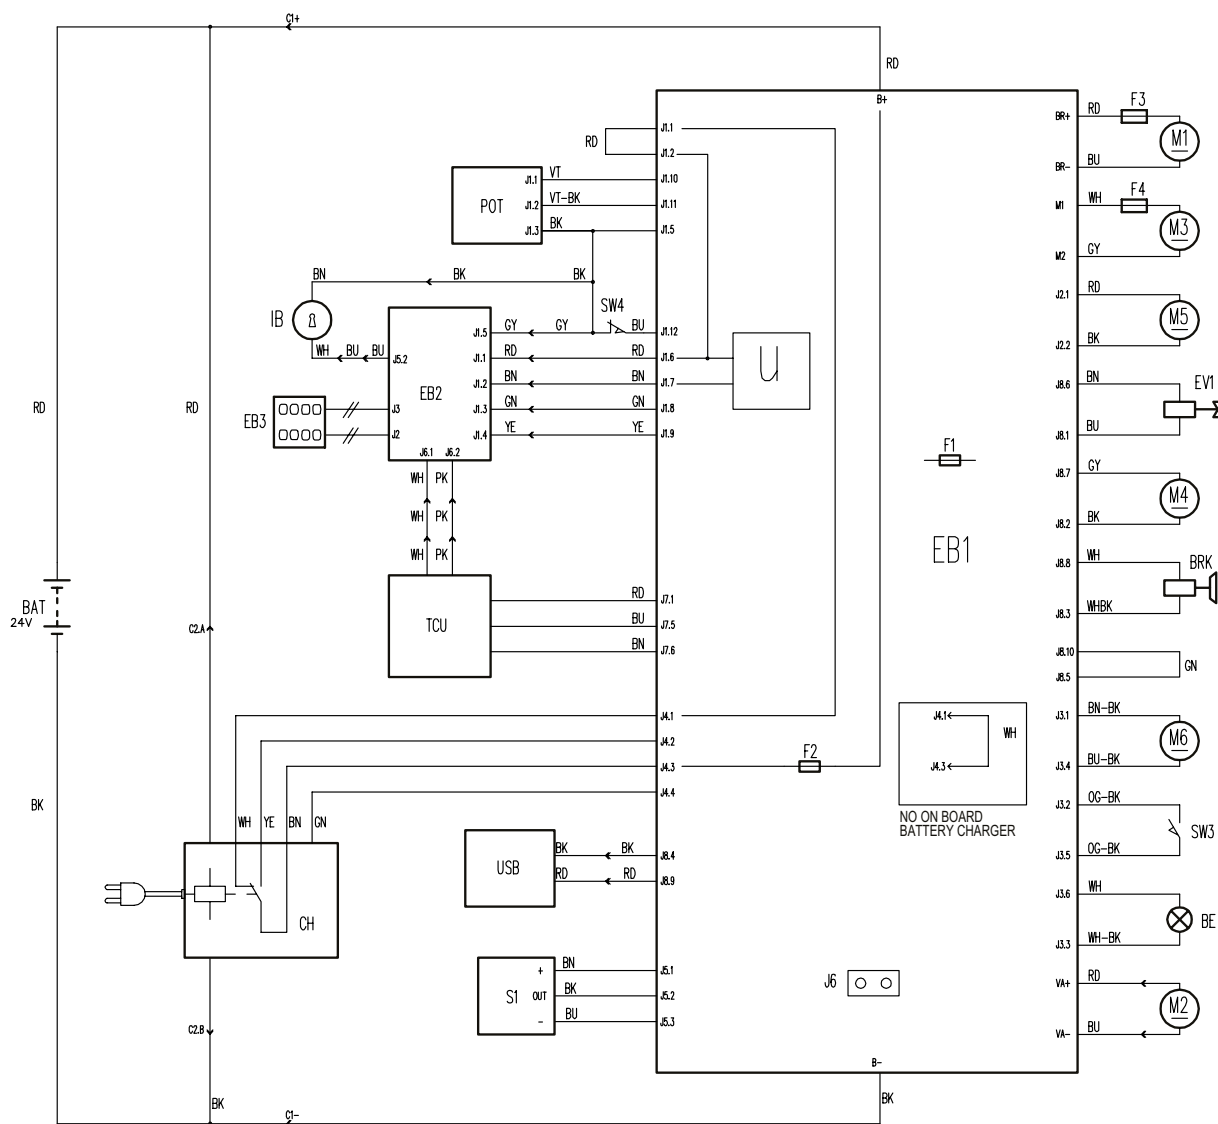 C1+
RD
B+
J1.1
RD
J1.2
BR+
RD
F3
M1
BR-
BU
POT
J1.1
VT
J1.10
J1.2
VT-BK
J1.11
J1.3
BK
J1.5
M1
WH
F4
M3
M2
GY
IB
BN
BK
BK
SW4
WH
BU
BU
J5.2
J1.5
GY
GY
BU
J1.12
J1.1
RD
RD
J1.6
J1.2
BN
BN
J1.7
J1.3
GN
GN
J1.8
J1.4
YE
YE
J1.9
EB2
J3
J2
J6.1
J6.2
EB3
U
J2.1
RD
M5
J2.2
BK
J8.6
BN
EV1
J8.1
BU
RD
RD
F1
EB1
J8.7
GY
M4
J8.2
BK
WH
PK
WH
PK
WH
PK
TCU
RD
J7.1
BU
J7.5
BN
J7.6
J8.8
WH
BRK
J8.3
WHBK
J8.10
GN
J8.5
BAT
24V
C2.A
J4.1
J4.2
J4.3
J4.4
F2
J4.1
WH
J4.3
NO ON BOARD
BATTERY CHARGER
J3.1
BN-BK
M6
J3.4
BU-BK
BK
WH
YE
BN
GN
CH
USB
BK
BK
J8.4
RD
RD
J8.9
J3.2
OG-BK
SW3
J3.5
OG-BK
J3.6
WH
BE
J3.3
WH-BK
S1
+
BN
J5.1
OUT
BK
J5.2
-
BU
J5.3
J6
VA+
RD
M2
VA-
BU
C2.B
B-
BK
BK
C1-